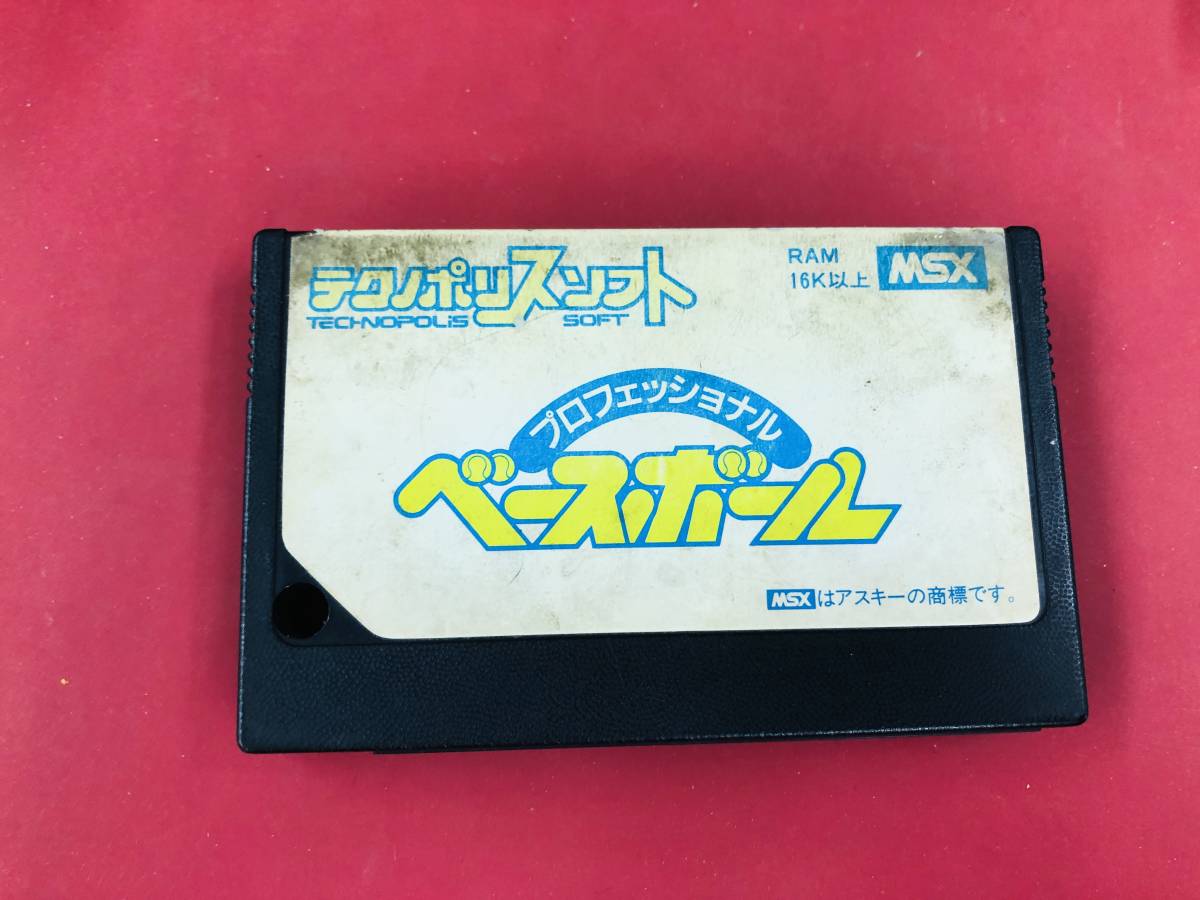 テクノポリスソフト
TECHNOPOLIS SOFT
RAM
16K以上
MSX
プロフェッショナル
ベースボール
MSXはアスキーの商標です。